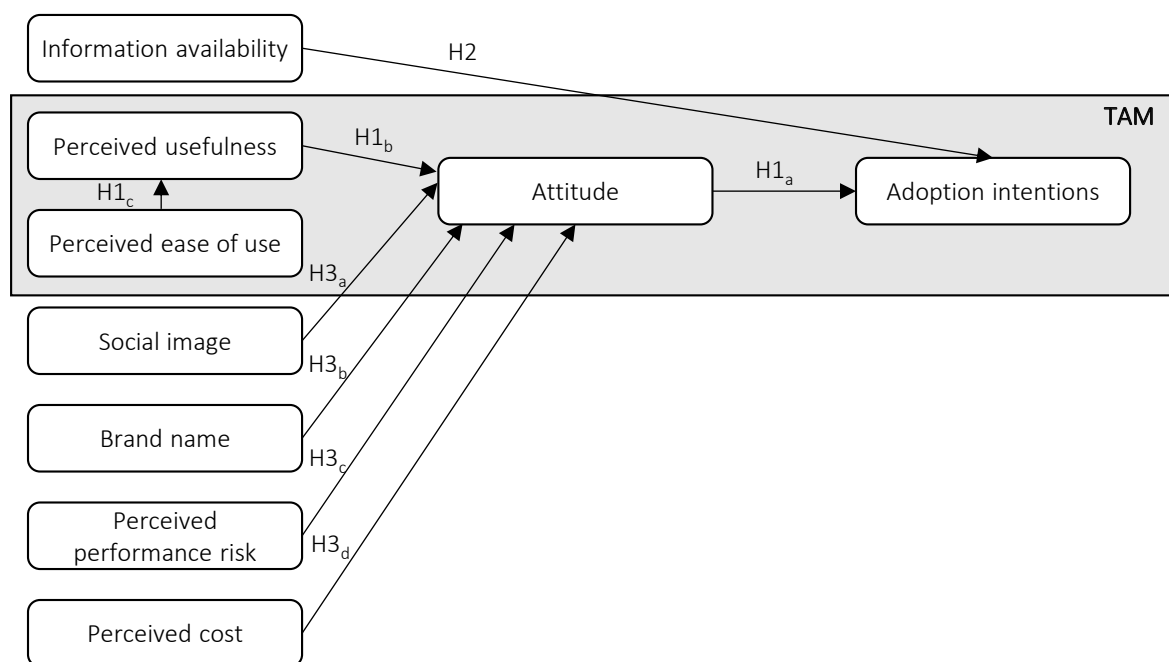 Information availability
H2
TAM
Perceived usefulness
H1b
H1c
Attitude
H1a
Adoption intentions
Perceived ease of use
H3a
Social image
H3b
Brand name
H3c
Perceived
performance risk
H3d
Perceived cost